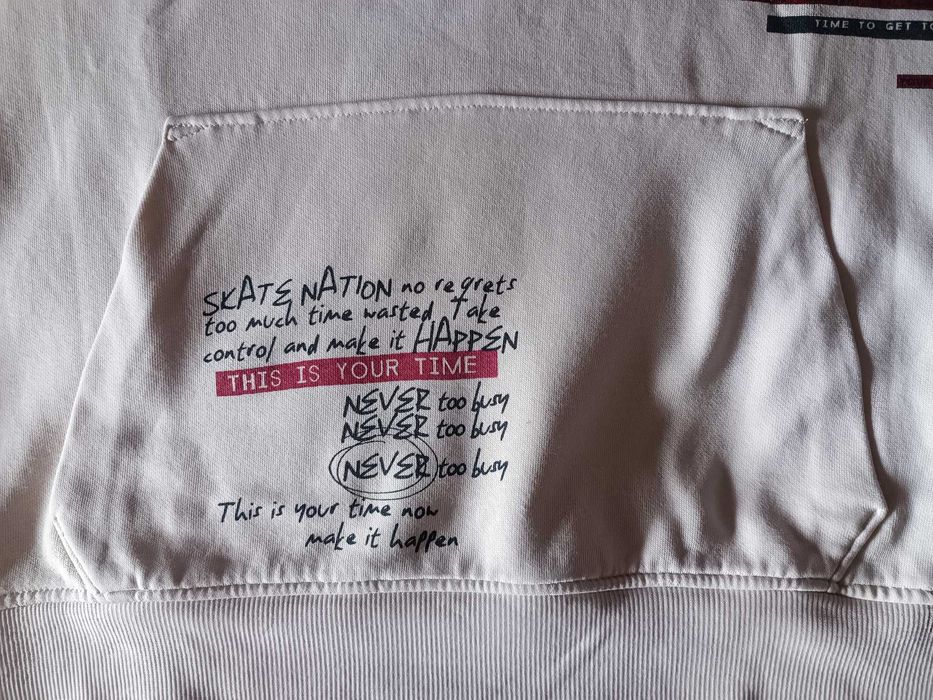 TIME TO GET TO
SKATE NATION no regrets
too much time wasted Take
control and make it HAPPEN
THIS IS YOUR TIME
NEVER too busy
NEVER too busy
NEVER too busy
This is your time now
make it happen